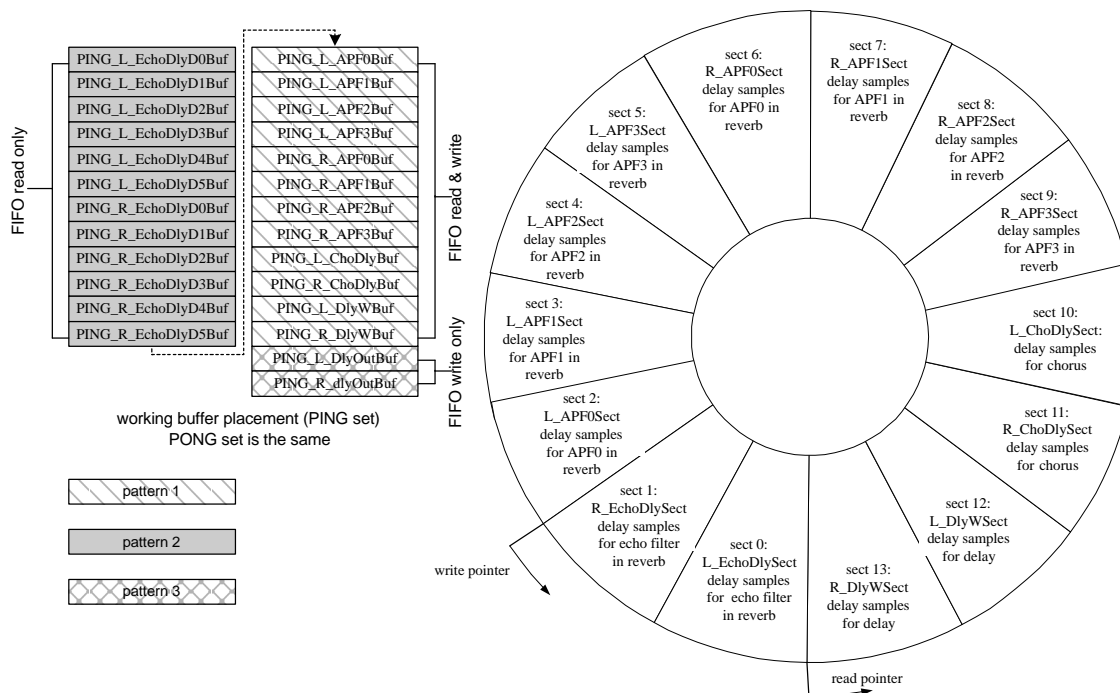 FIFO read only
PING_L_EchoDlyD0Buf
PING_L_EchoDlyD1Buf
PING_L_EchoDlyD2Buf
PING_L_EchoDlyD3Buf
PING_L_EchoDlyD4Buf
PING_L_EchoDlyD5Buf
PING_R_EchoDlyD0Buf
PING_R_EchoDlyD1Buf
PING_R_EchoDlyD2Buf
PING_R_EchoDlyD3Buf
PING_R_EchoDlyD4Buf
PING_R_EchoDlyD5Buf
PING_L_APF0Buf
PING_L_APF1Buf
PING_L_APF2Buf
PING_L_APF3Buf
PING_R_APF0Buf
PING_R_APF1Buf
PING_R_APF2Buf
PING_R_APF3Buf
PING_L_ChoDlyBuf
PING_R_ChoDlyBuf
PING_L_DlyWBuf
PING_R_DlyWBuf
PING_L_DlyOutBuf
PING_R_dlyOutBuf
FIFO read & write
FIFO write only
working buffer placement (PING set)
PONG set is the same
pattern 1
pattern 2
pattern 3
sect 6:
R_APF0Sect
delay samples
for APF0 in
reverb
sect 7:
R_APF1Sect
delay samples
for APF1 in
reverb
sect 5:
L_APF3Sect
delay samples
for APF3 in
reverb
sect 8:
R_APF2Sect
delay samples
for APF2
in reverb
sect 4:
L_APF2Sect
delay samples
for APF2 in
reverb
sect 9:
R_APF3Sect
delay samples
for APF3 in
reverb
sect 3:
L_APF1Sect
delay samples
for APF1 in
reverb
sect 10:
L_ChoDlySect:
delay samples
for chorus
sect 2:
L_APF0Sect
delay samples
for APF0 in
reverb
sect 11:
R_ChoDlySect
delay samples
for chorus
sect 1:
R_EchoDlySect
delay samples
for echo filter
in reverb
sect 12:
L_DlyWSect
delay samples
for delay
sect 0:
L_EchoDlySect
delay samples
for echo filter
in reverb
sect 13:
R_DlyWSect
delay samples
for delay
write pointer
read pointer